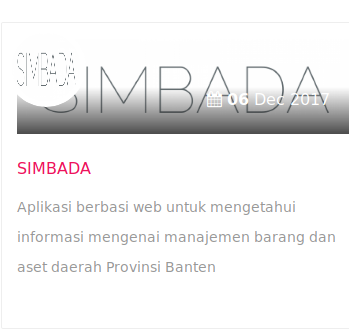 SIMBADA
SIMBADA
06 Dec 2017
SIMBADA
Aplikasi berbasi web untuk mengetahui
informasi mengenai manajemen barang dan
aset daerah Provinsi Banten